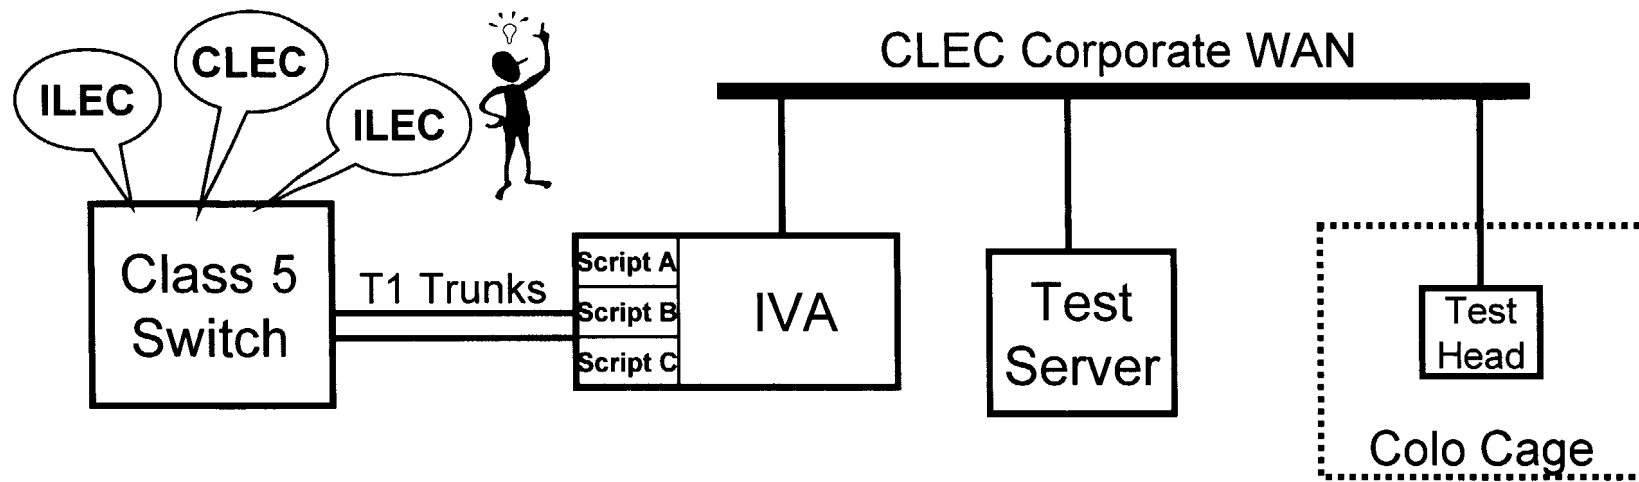 ILEC
CLEC
ILEC
CLEC Corporate WAN
Class 5
Switch
T1 Trunks
Script A
Script B
Script C
IVA
Test
Server
Test
Head
Colo Cage